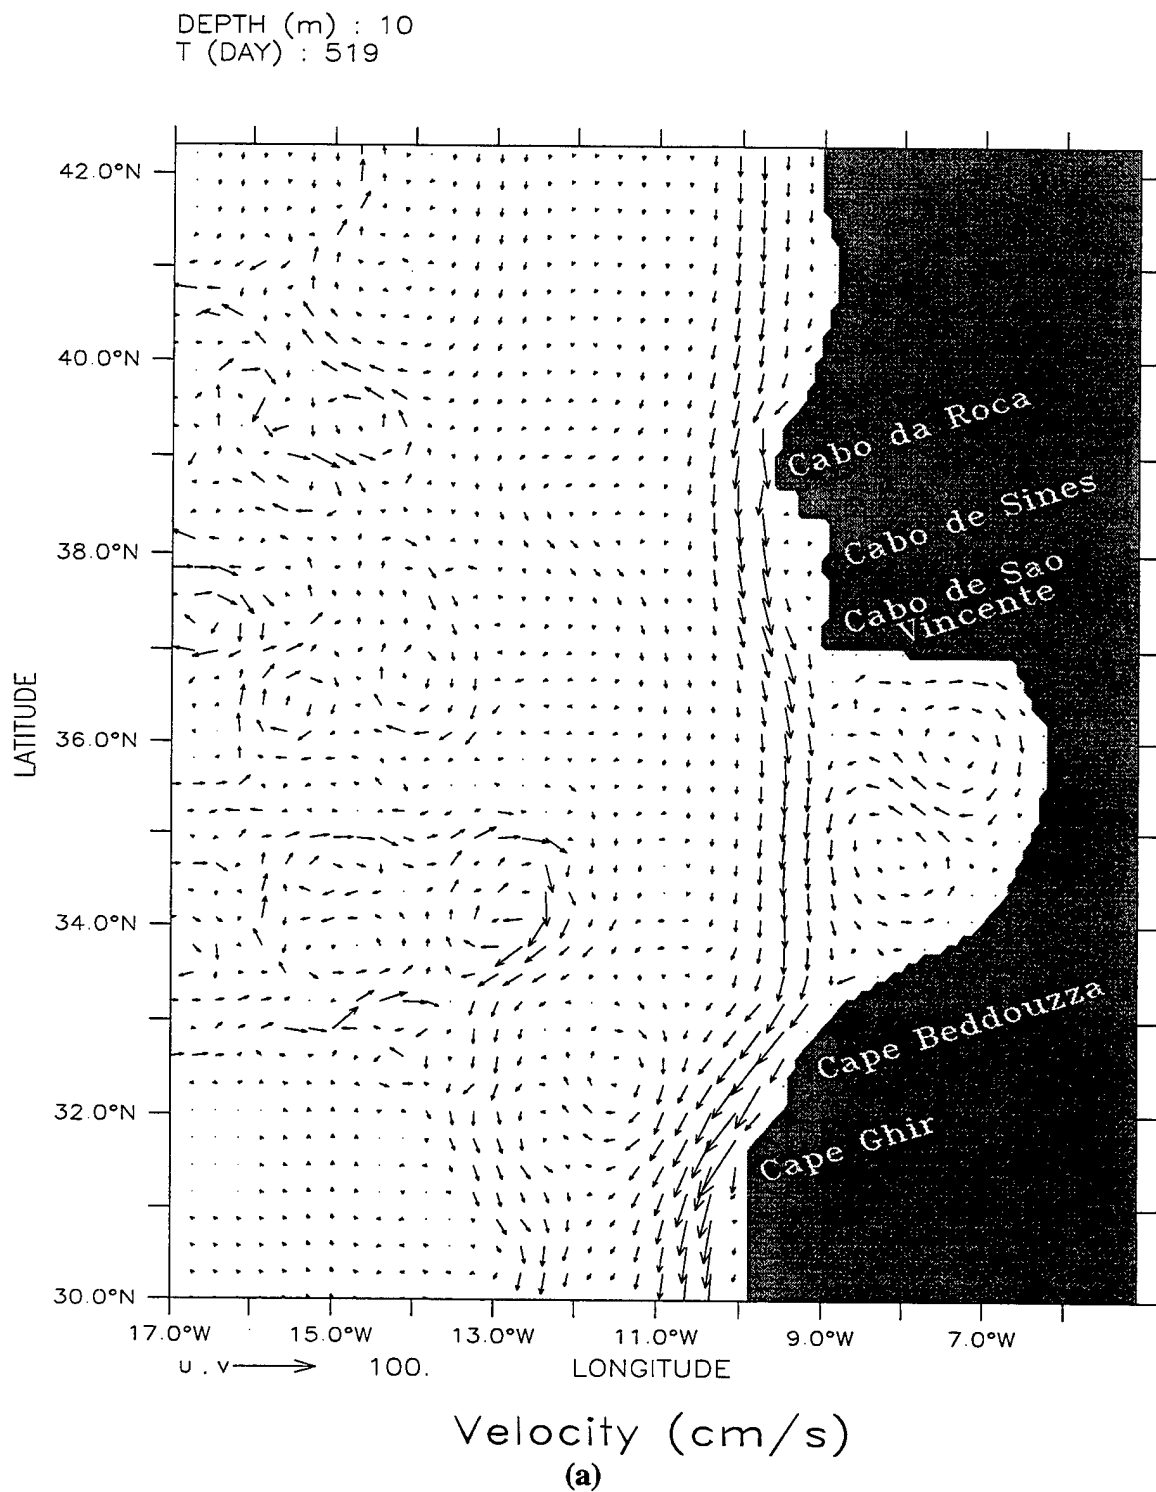 DEPTH (m) : 10
T (DAY) : 519
42.0°N
40.0°N
Cabo da Roca
Cabo de Sines
38.0°N
Cabo de Sao
Vincente
LATITUDE
36.0°N
34.0°N
Cape Beddouzza
32.0°N
Cape Ghir
30.0°N
17.0°W 15.0°W 13.0°W 11.0°W 9.0°W 7.0°W
u , v 100. LONGITUDE
Velocity (cm/s)
(a)